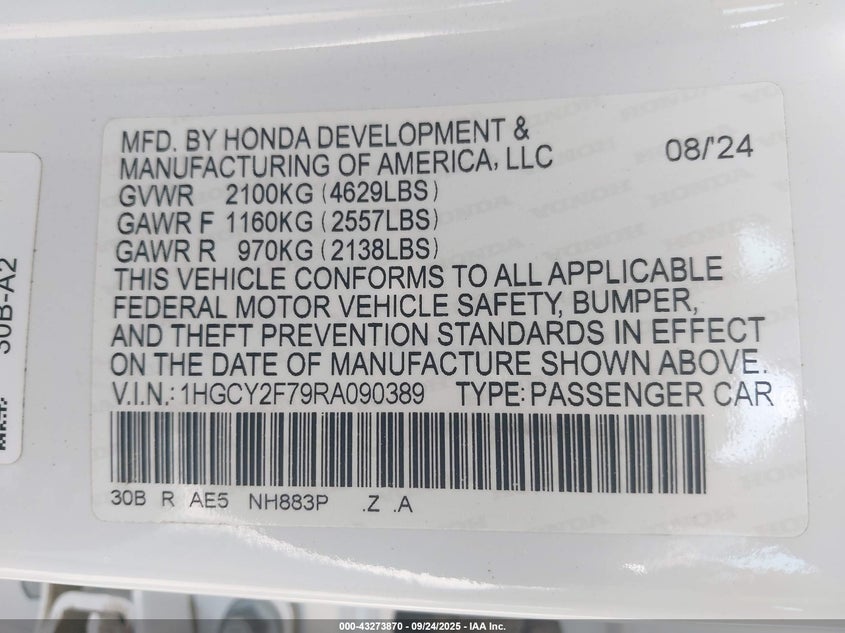 MFD. BY HONDA DEVELOPMENT &
MANUFACTURING OF AMERICA, LLC 08/'24
GVWR 2100KG (4629LBS)
GAWR F 1160KG (2557LBS)
GAWR R 970KG (2138LBS)
THIS VEHICLE CONFORMS TO ALL APPLICABLE
FEDERAL MOTOR VEHICLE SAFETY, BUMPER,
AND THEFT PREVENTION STANDARDS IN EFFECT
ON THE DATE OF MANUFACTURE SHOWN ABOVE.
V.I.N.: 1HGCY2F79RA090389 TYPE: PASSENGER CAR
30B R AE5 NH883P .Z .A
30B-A2
000-43273870 - 09/24/2025 - IAA Inc.